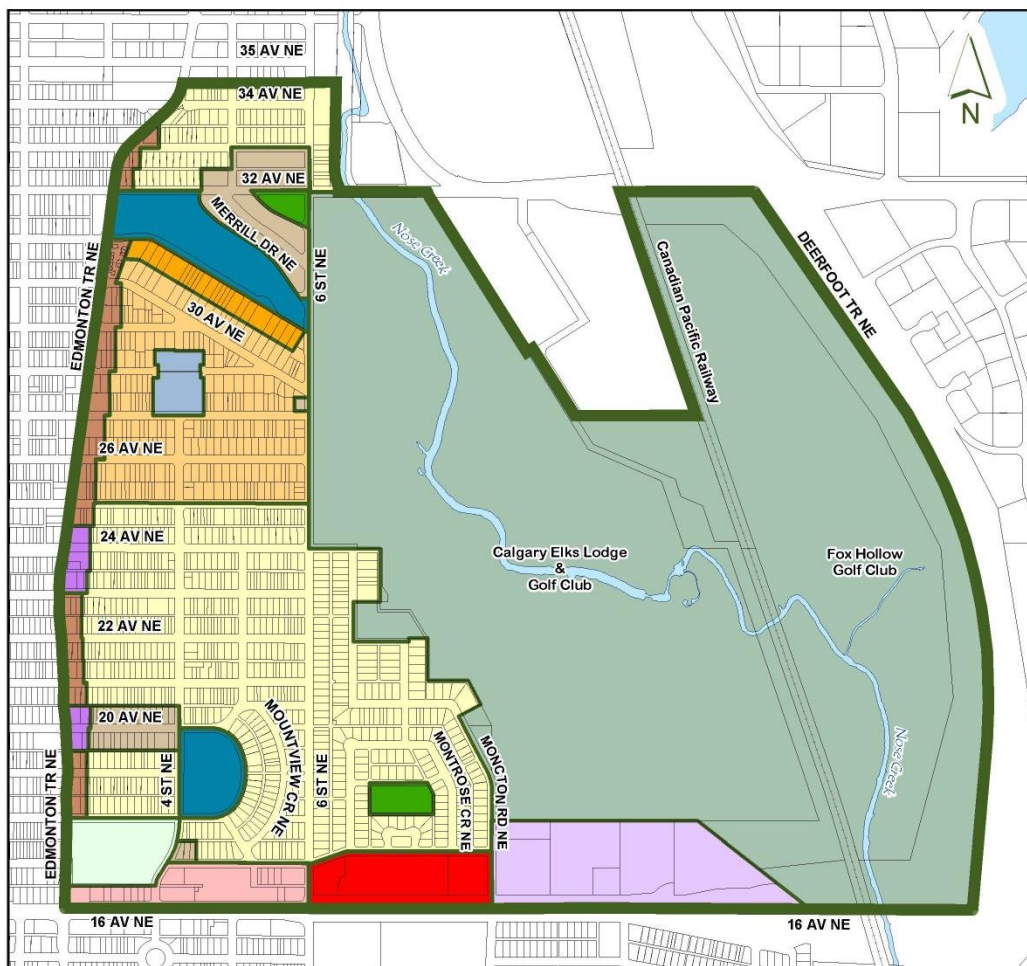 35 AV NE
34 AV NE
N
32 AV NE
MERRILL DR NE
Nose Creek
6 ST NE
DEERFOOT TR NE
Canadian Pacific Railway
EDMONTON TR NE
30 AV NE
26 AV NE
24 AV NE
Calgary Elks Lodge
&
Golf Club
Fox Hollow
Golf Club
22 AV NE
20 AV NE
MOUNTVIEW CR NE
6 ST NE
MONTROSE CR NE
MONCTON RD NE
Nose Creek
4 ST NE
EDMONTON TR NE
16 AV NE
16 AV NE